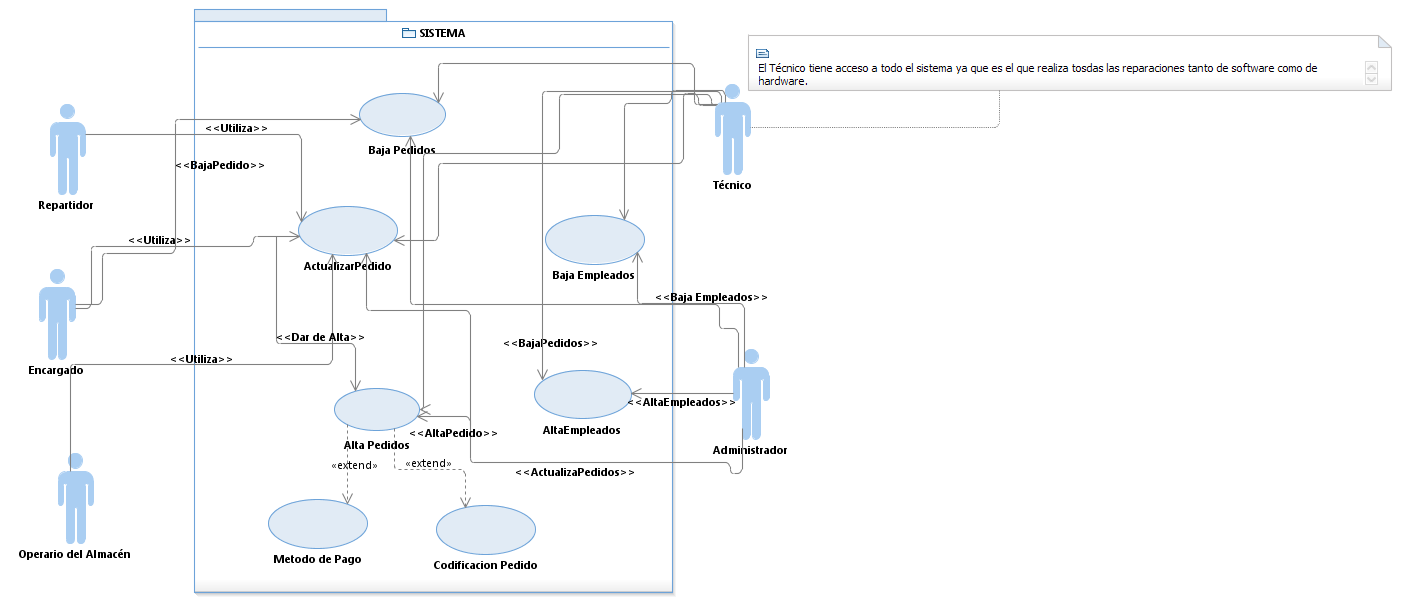 SISTEMA
El Técnico tiene acceso a todo el sistema ya que es el que realiza tosdas las reparaciones tanto de software como de
hardware.
<<Utiliza>>
Baja Pedidos
<<BajaPedido>>
Técnico
Repartidor
<<Utiliza>>
ActualizarPedido
Baja Empleados
<<Baja Empleados>>
<<Dar de Alta>>
<<BajaPedidos>>
<<Utiliza>>
Encargado
<<AltaEmpleados>>
<<AltaPedido>>
AltaEmpleados
Alta Pedidos
Administrador
«extend»
«extend»
<<ActualizaPedidos>>
Operario del Almacén
Metodo de Pago
Codificacion Pedido